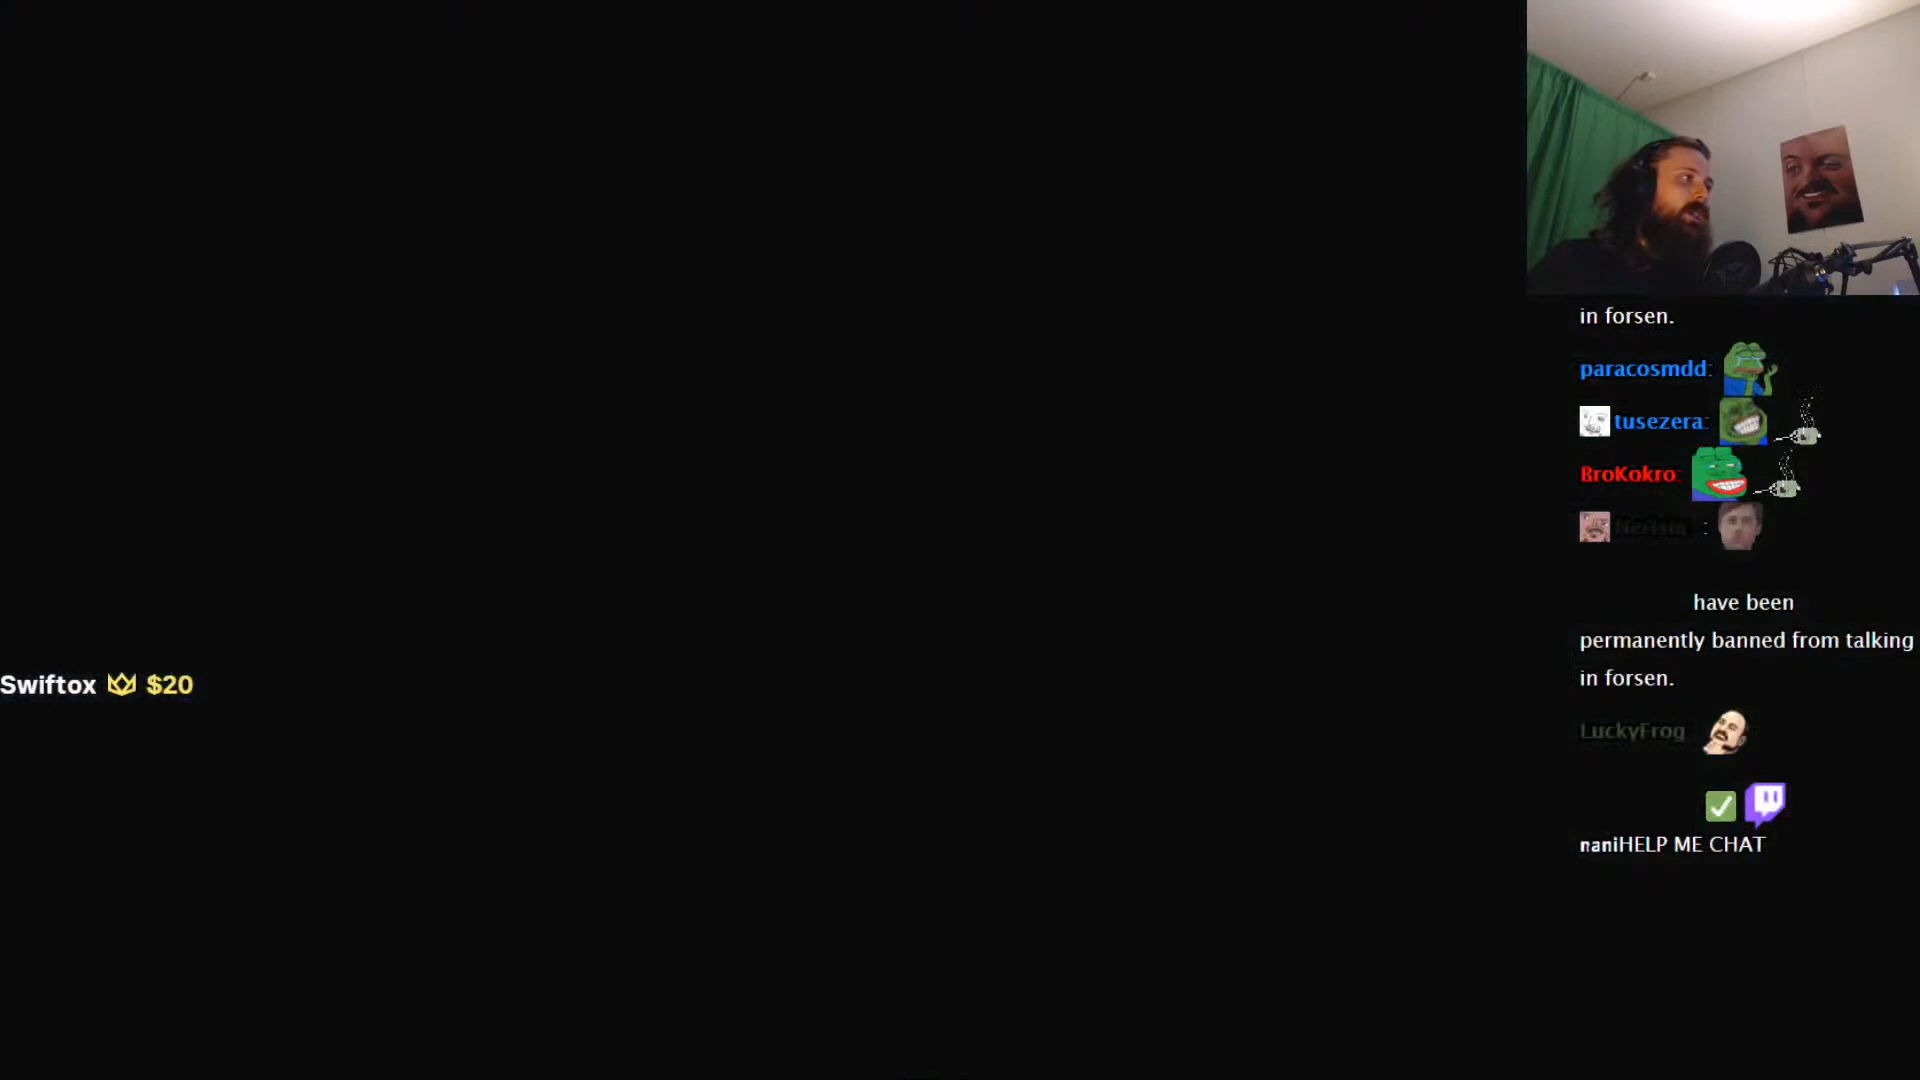 in forsen.
paracosmdd:
tusezera:
BroKokro:
:
have been
permanently banned from talking
in forsen.
Swiftox $20
LuckyFrog
naniHELP ME CHAT